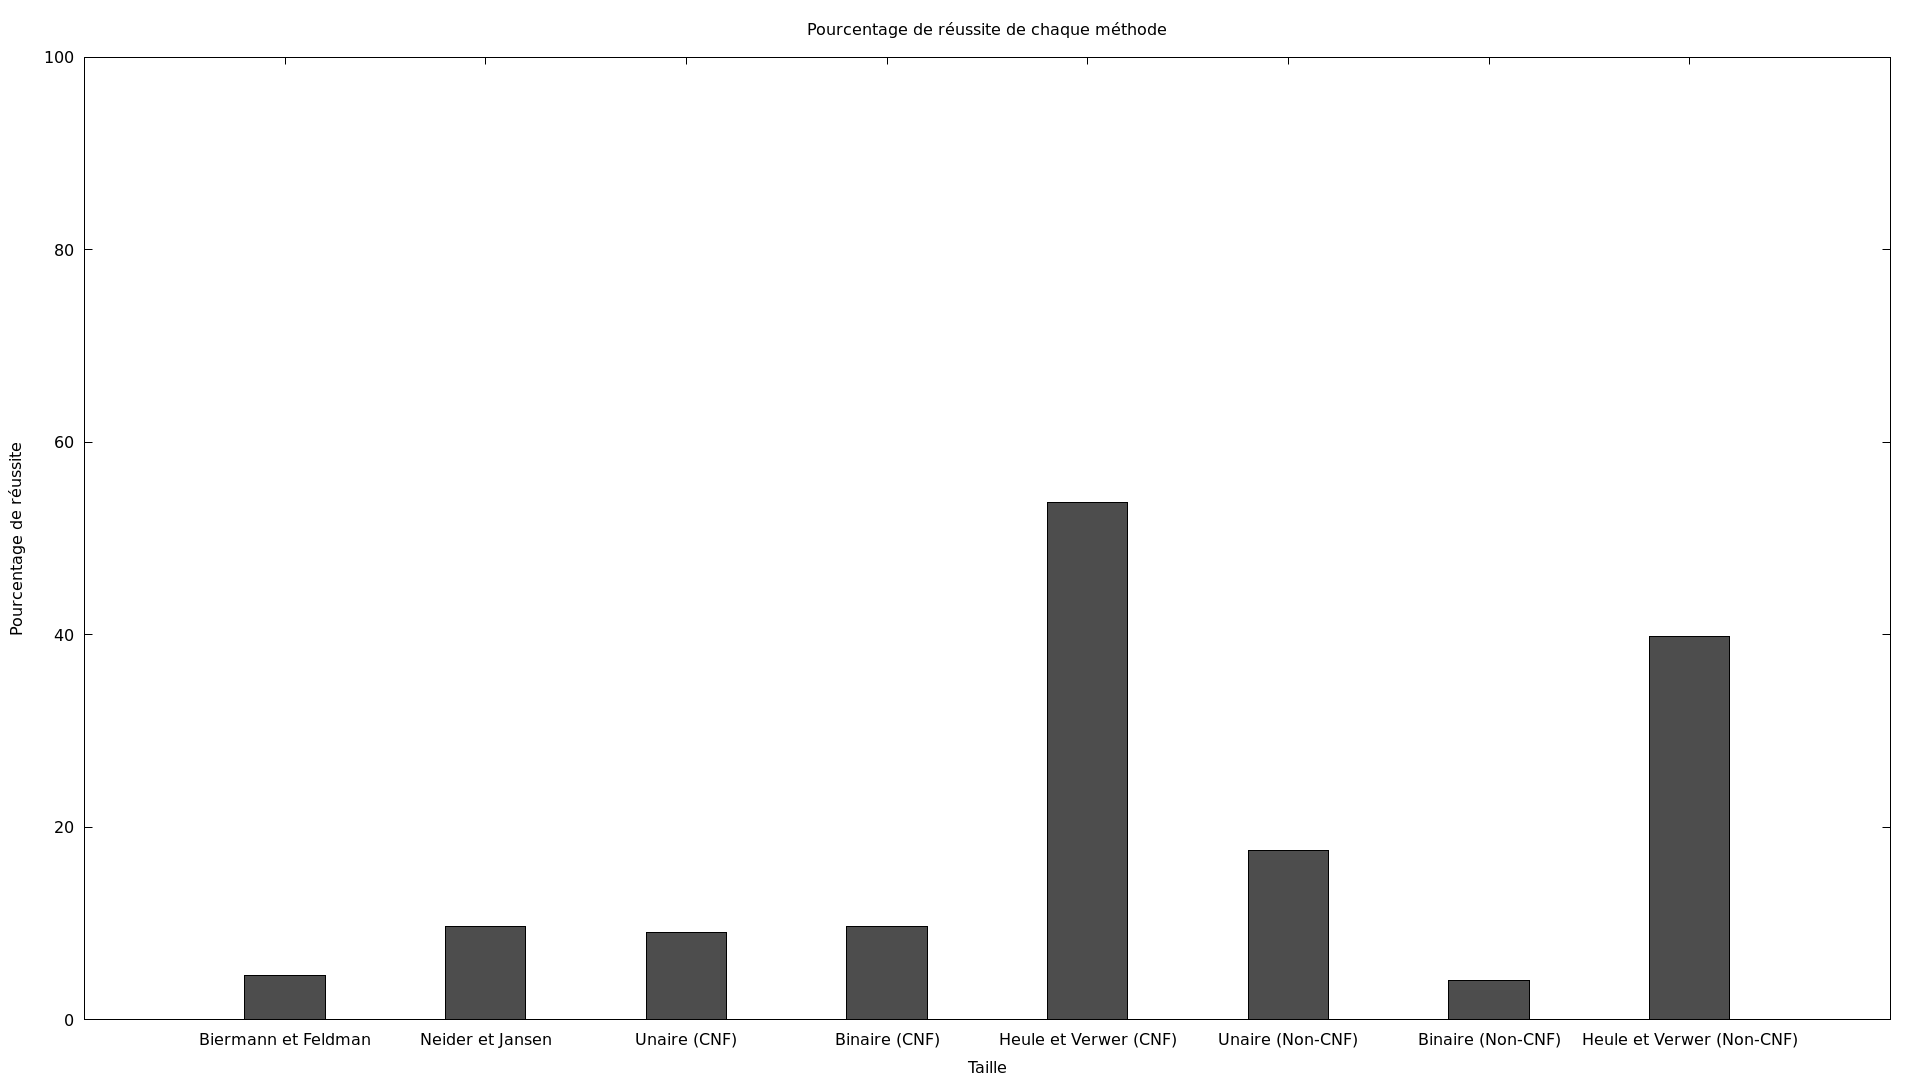 Pourcentage de réussite de chaque méthode
100
80
60
40
20
0
Pourcentage de réussite
Biermann et Feldman
Neider et Jansen
Unaire (CNF)
Binaire (CNF)
Heule et Verwer (CNF)
Unaire (Non-CNF)
Binaire (Non-CNF)
Heule et Verwer (Non-CNF)
Taille